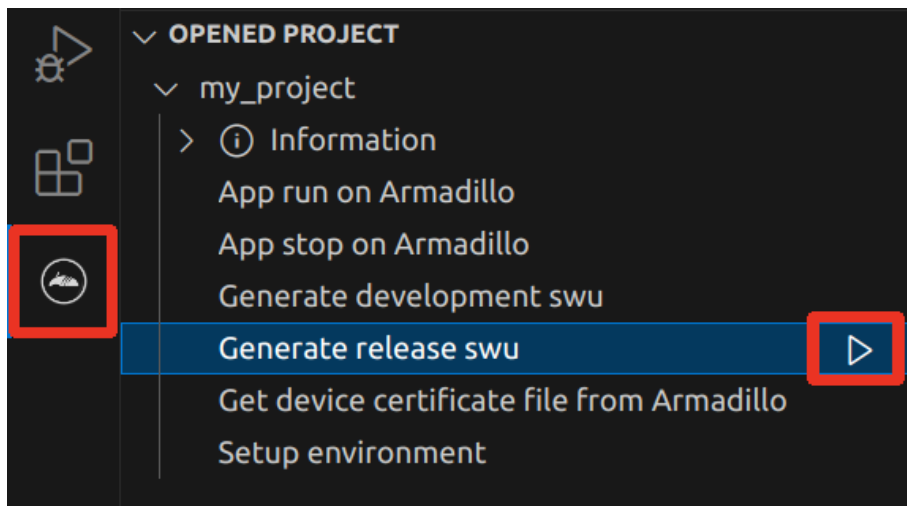 OPENED PROJECT
my_project
Information
App run on Armadillo
App stop on Armadillo
Generate development swu
Generate release swu
Get device certificate file from Armadillo
Setup environment